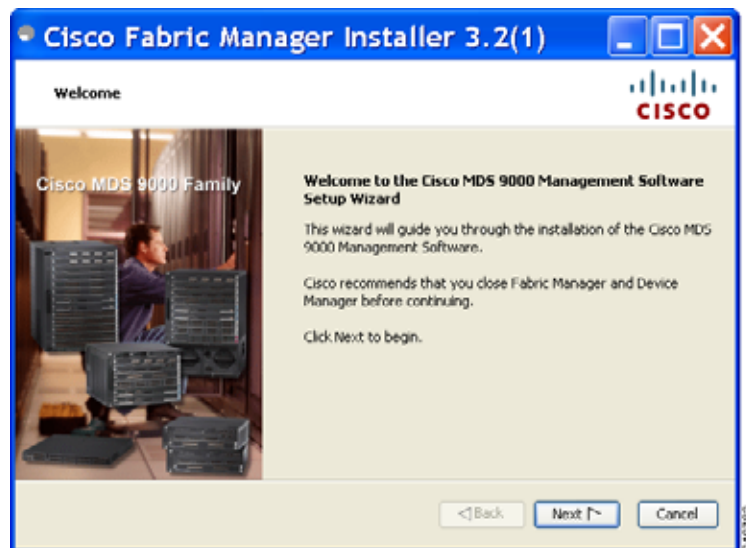 Cisco Fabric Manager Installer 3.2(1)
Welcome
CISCO
Cisco MDS 9000 Family
Welcome to the Cisco MDS 9000 Management Software
Setup Wizard
This wizard will guide you through the installation of the Cisco MDS
9000 Management Software.
Cisco recommends that you close Fabric Manager and Device
Manager before continuing.
Click Next to begin.
Back
Next
Cancel